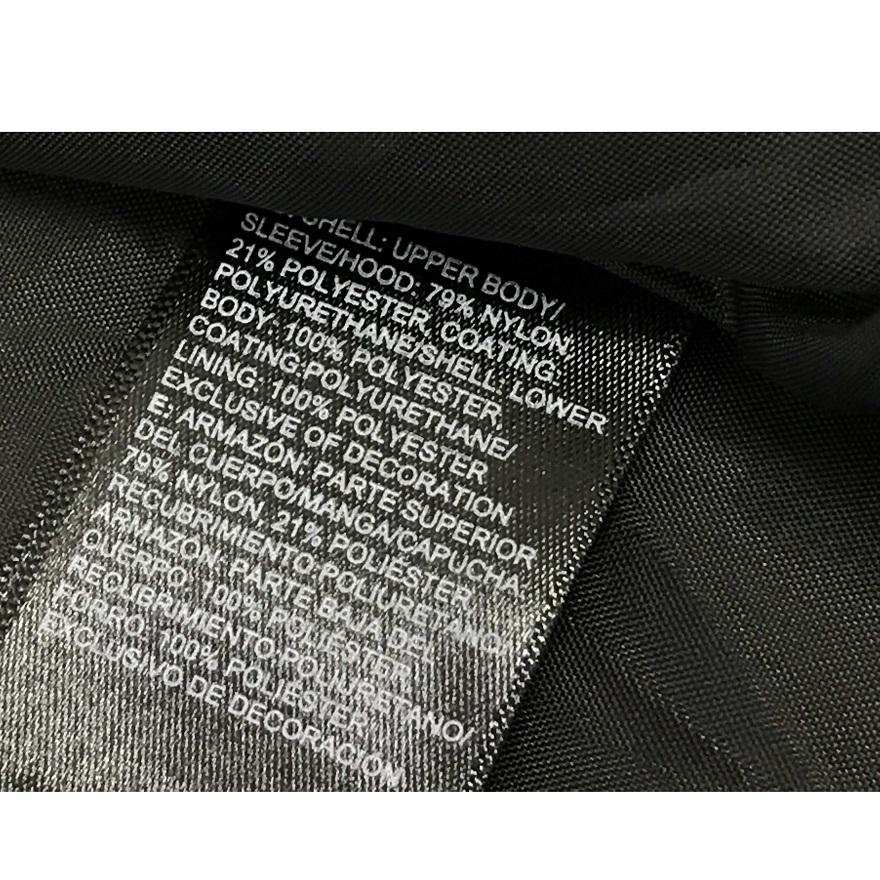 SHELL: UPPER BODY/
SLEEVE/HOOD: 79% NYLON,
21% POLYESTER, COATING:
POLYURETHANE/SHELL: LOWER
BODY: 100% POLYESTER,
COATING:POLYURETHANE/
LINING: 100% POLYESTER
EXCLUSIVE OF DECORATION
E: ARMAZÓN: PARTE SUPERIOR
DEL CUERPO/MANGA/CAPUCHA:
79% NYLON, 21% POLIÉSTER,
RECUBRIMIENTO:POLIURETANO/
ARMAZÓN: PARTE BAJA DEL
CUERPO: 100% POLIÉSTER,
RECUBRIMIENTO:POLIURETANO/
FORRO: 100% POLIÉSTER
EXCLUSIVO DE DECORACIÓN